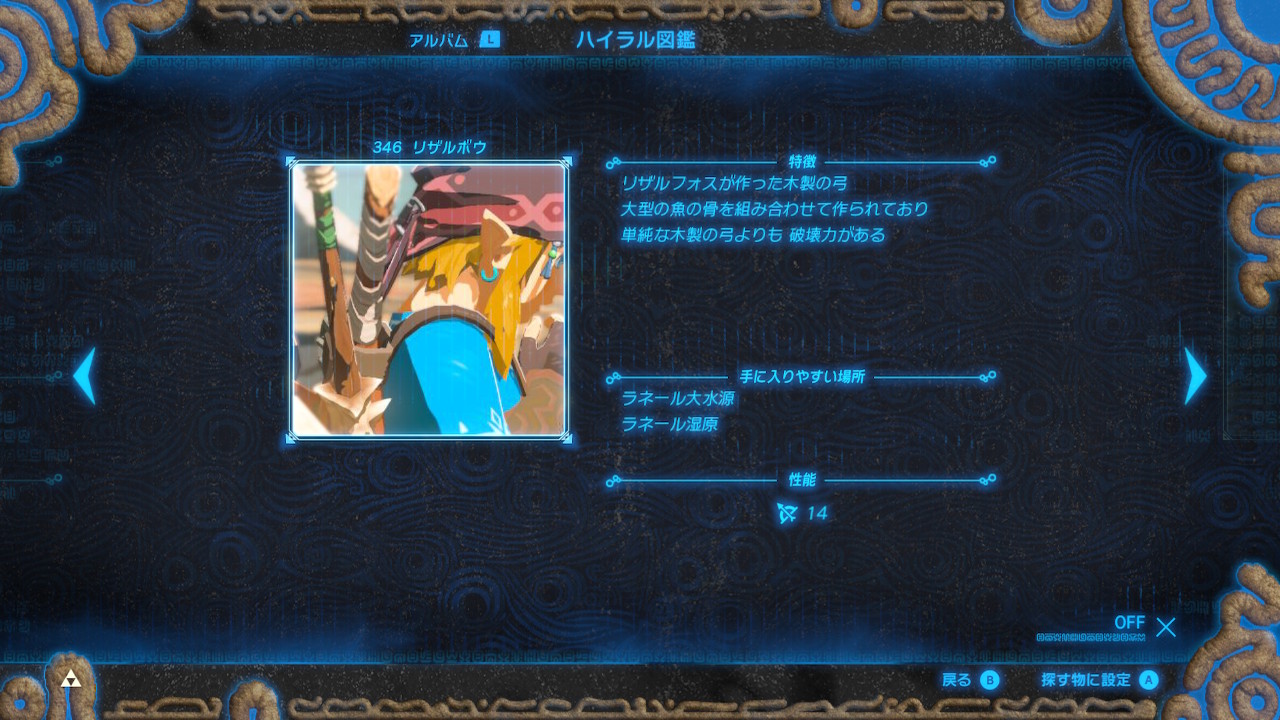 アルバム L
ハイラル図鑑
346 リザルボウ
特徴
リザルフォスが作った木製の弓
大型の魚の骨を組み合わせて作られており
単純な木製の弓よりも 破壊力がある
手に入りやすい場所
ラネール大水源
ラネール湿原
性能
14
OFF
戻る B
探す物に設定 A